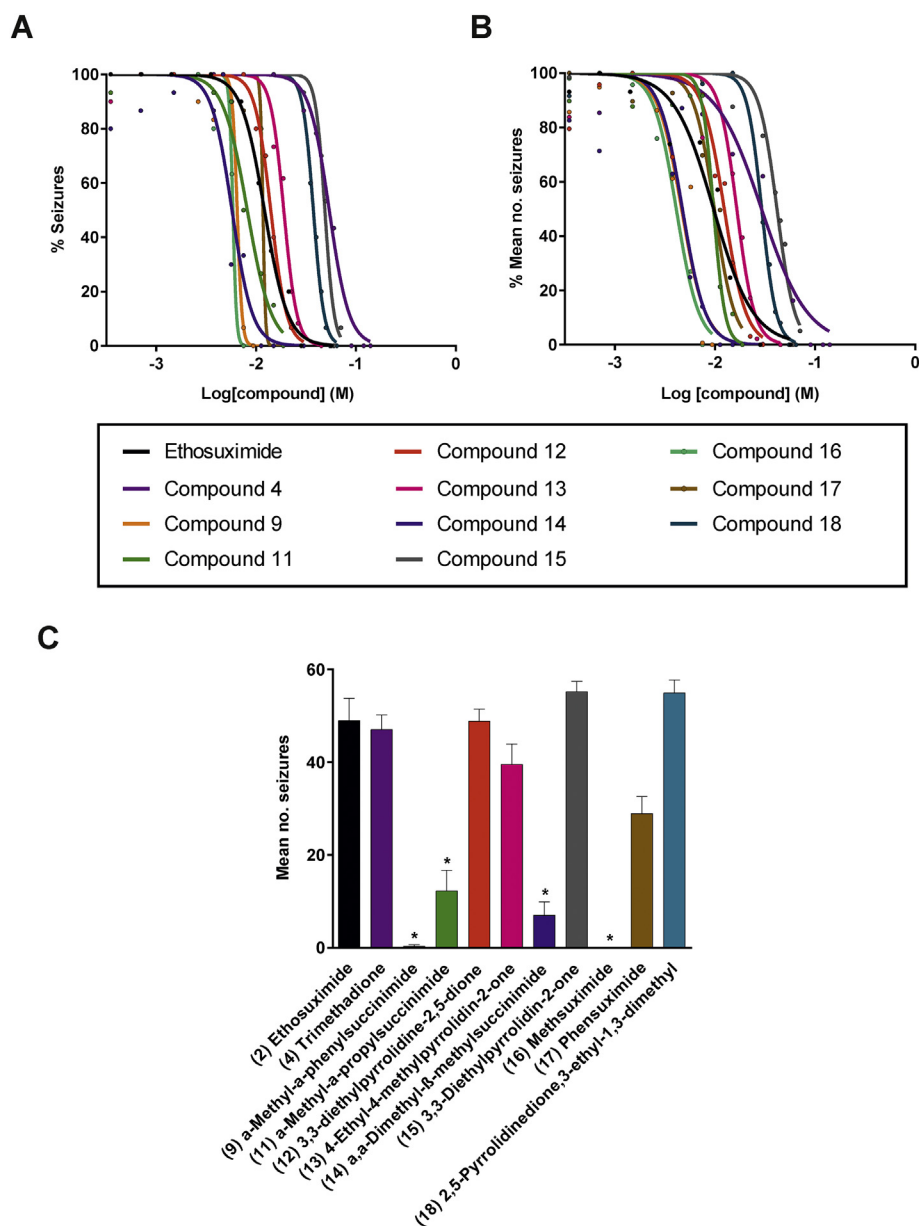 A
B
100
80
60
40
20
0
% Seizures
-3
-2
-1
0
Log[compound] (M)
100
80
60
40
20
0
% Mean no. seizures
-3
-2
-1
0
Log [compound] (M)
Ethosuximide
Compound 12
Compound 16
Compound 4
Compound 13
Compound 17
Compound 9
Compound 14
Compound 18
Compound 11
Compound 15
C
60
40
20
0
Mean no. seizures
*
*
*
*
(2) Ethosuximide
(4) Trimethadione
(9) a-Methyl-a-phenylsuccinimide
(11) a-Methyl-a-propylsuccinimide
(12) 3,3-diethylpyrrolidine-2,5-dione
(13) 4-Ethyl-4-methylpyrrolidin-2-one
(14) a,a-Dimethyl-ß-methylsuccinimide
(15) 3,3-Diethylpyrrolidin-2-one
(16) Methsuximide
(17) Phensuximide
(18) 2,5-Pyrrolidinedione,3-ethyl-1,3-dimethyl